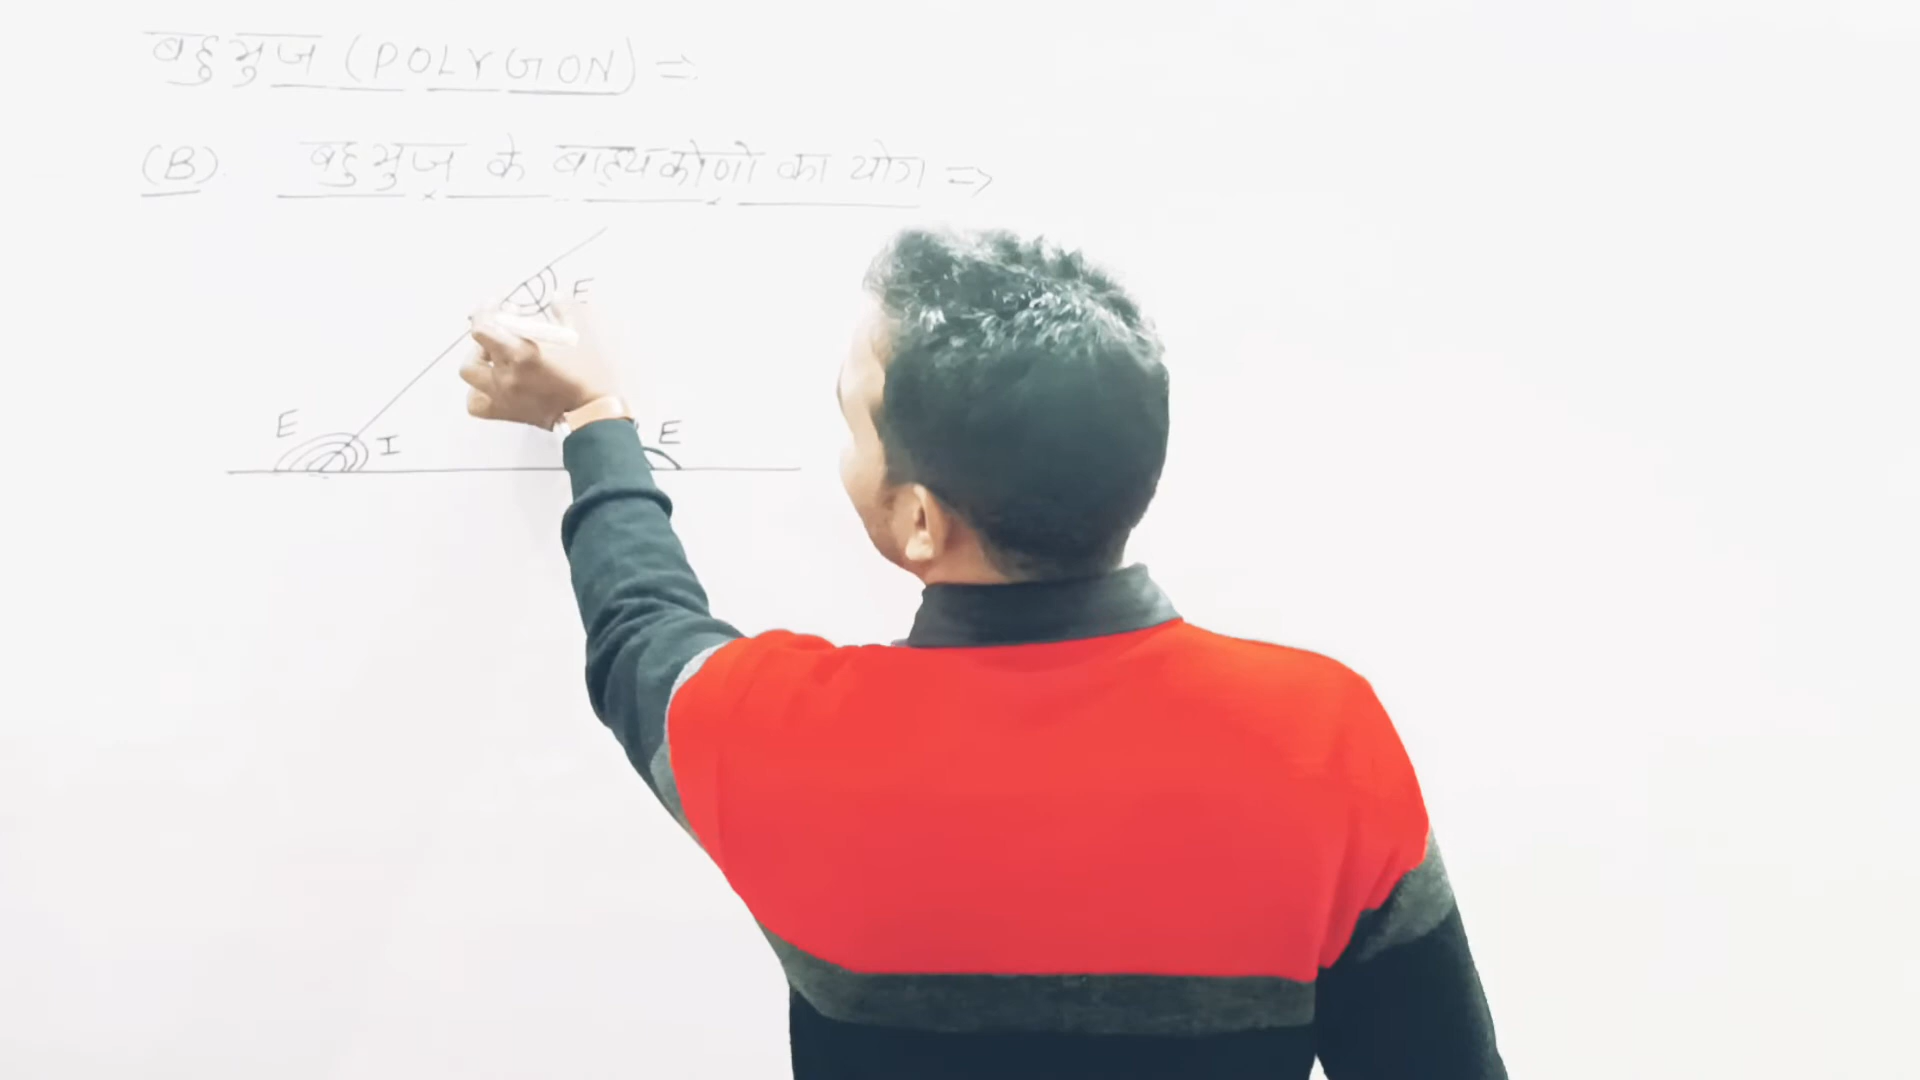 बहुभुज (POLYGON) ⇒
(B). बहुभुज के बाह्यकोणों का योग ⇒
E
E I E